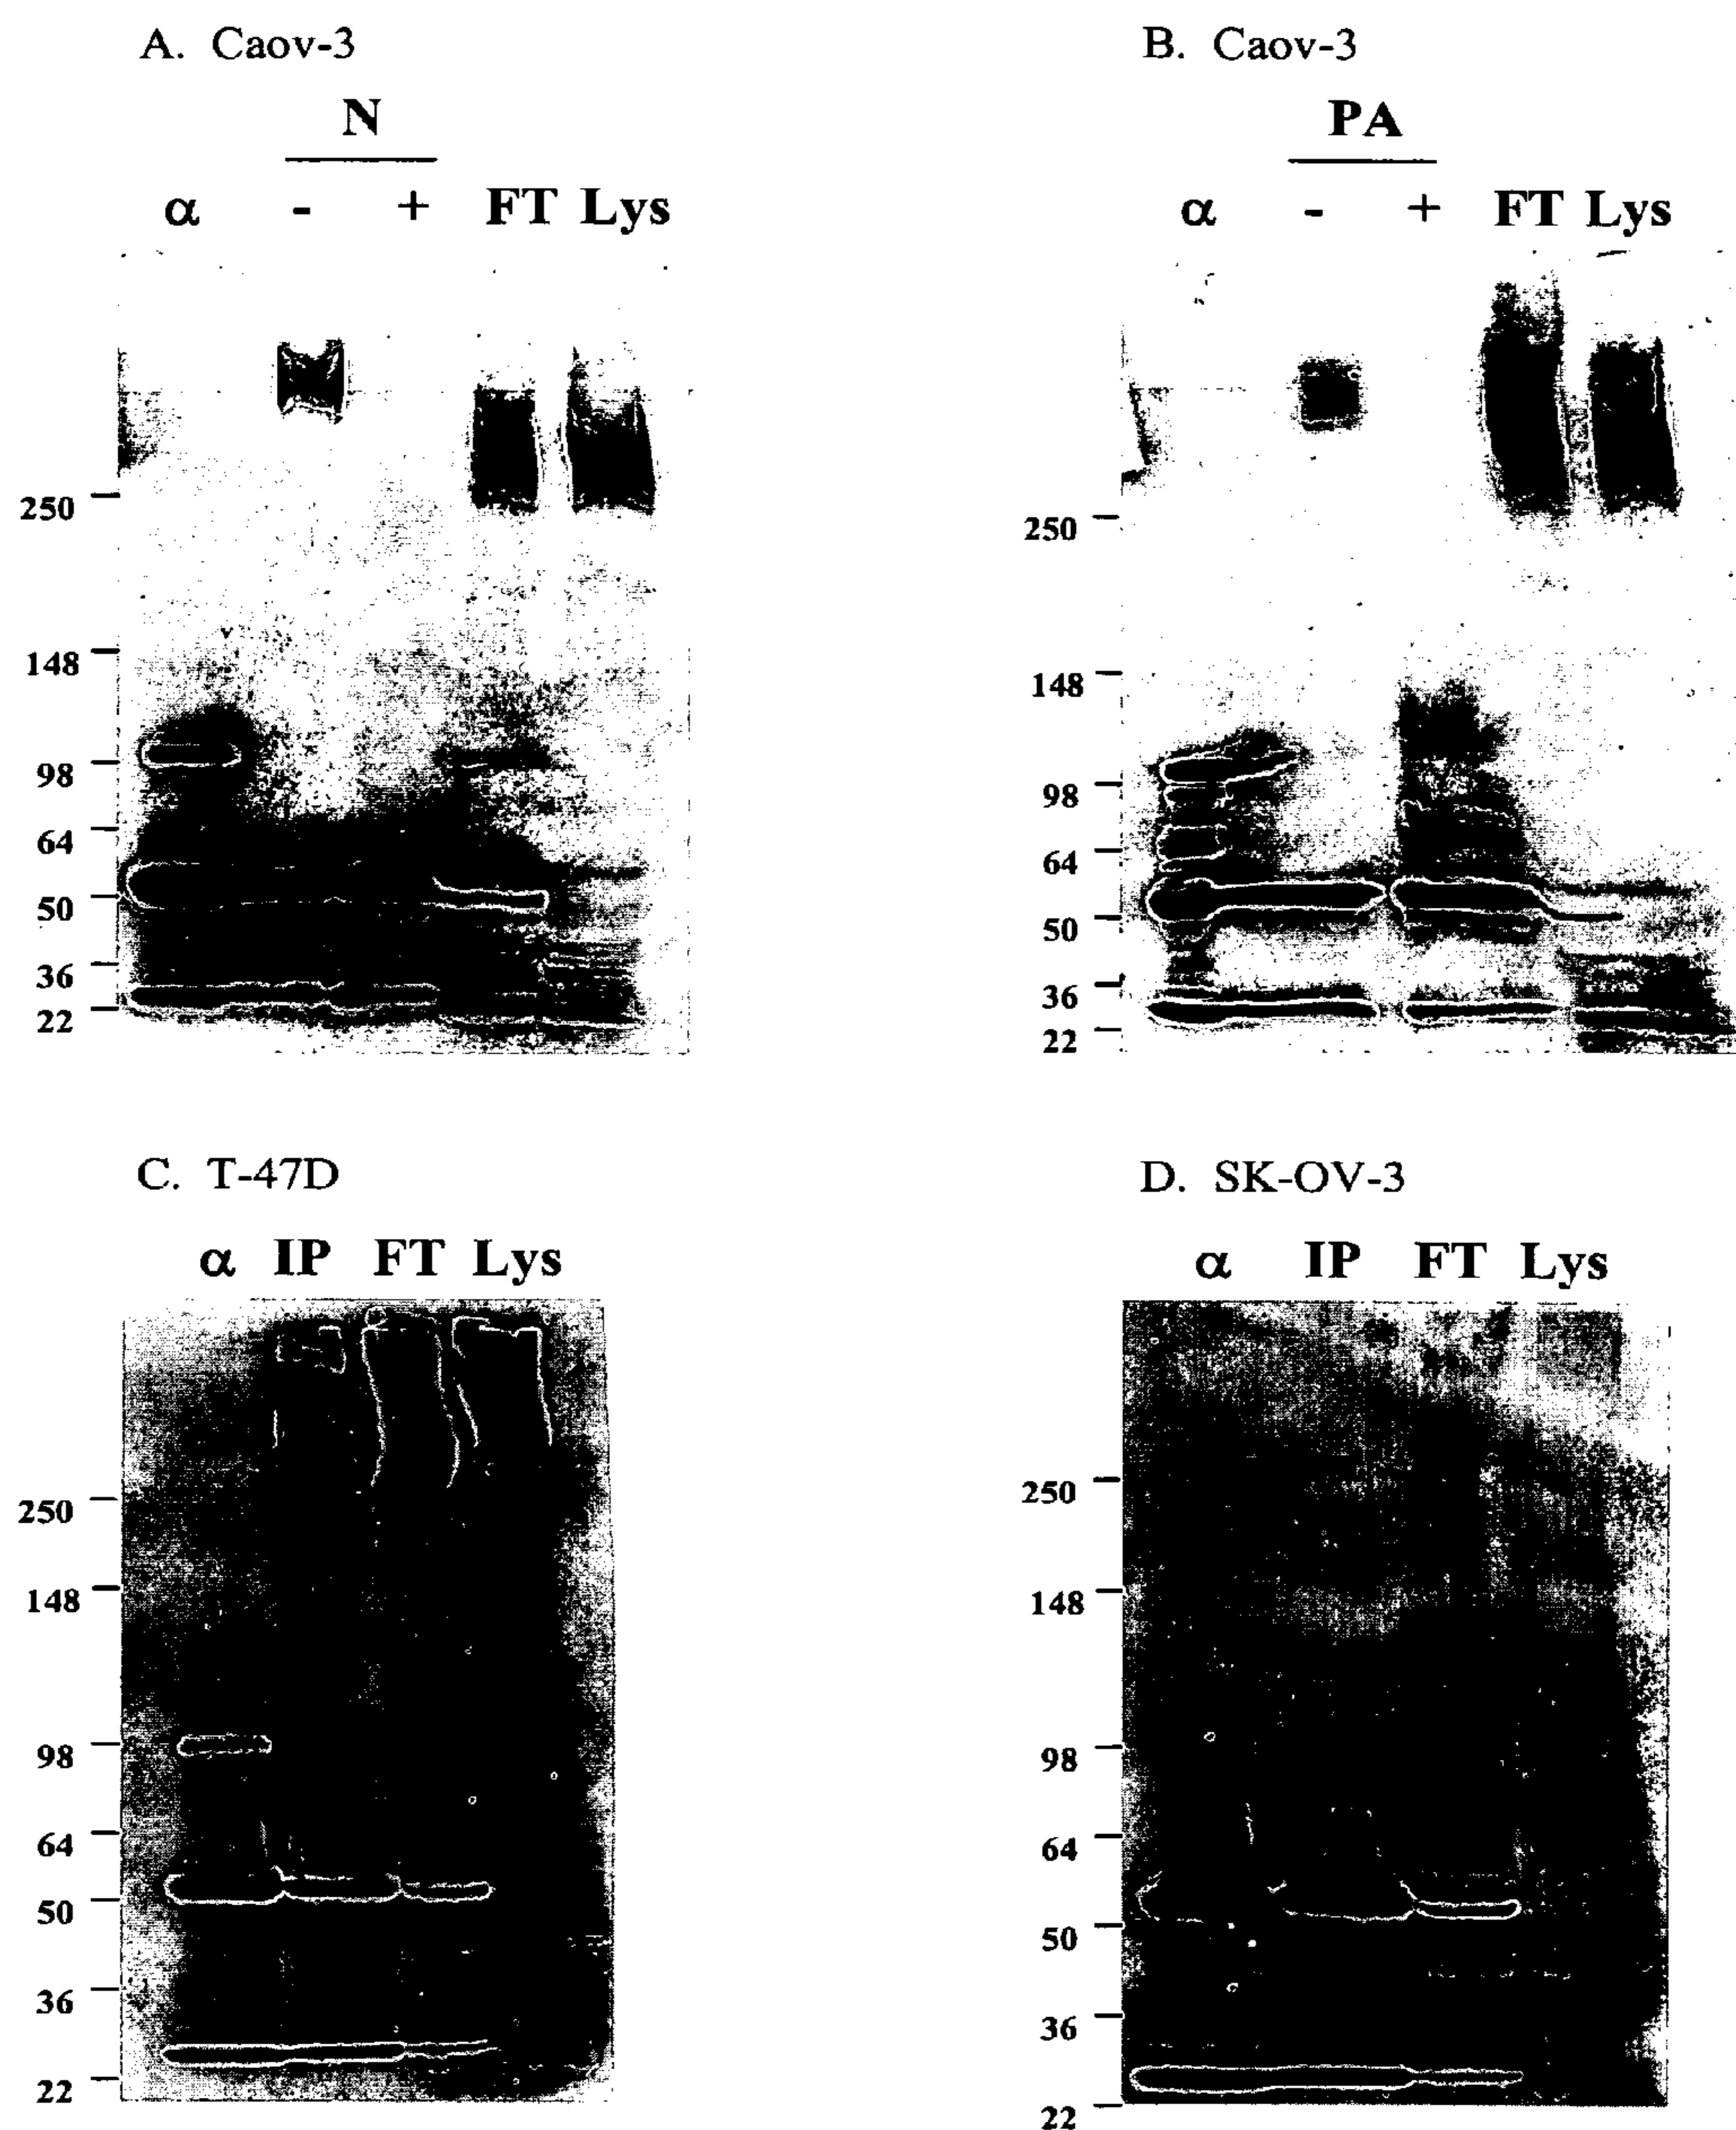 A. Caov-3
N
α - + FT Lys
250
148
98
64
50
36
22
B. Caov-3
PA
α - + FT Lys
250
148
98
64
50
36
22
C. T-47D
α IP FT Lys
250
148
98
64
50
36
22
D. SK-OV-3
α IP FT Lys
250
148
98
64
50
36
22